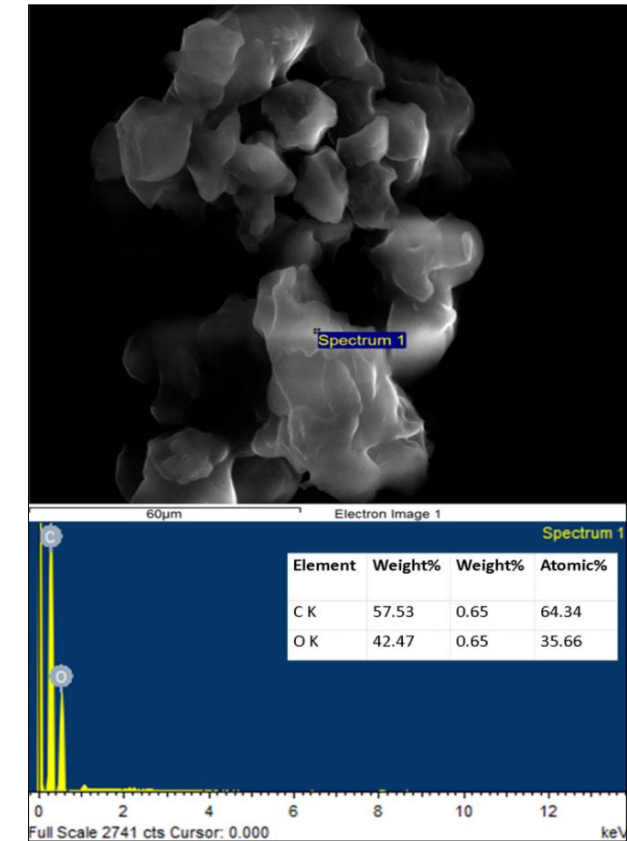 Spectrum 1
60µm Electron Image 1
Spectrum 1
C
O
Element Weight% Weight% Atomic%
C K 57.53 0.65 64.34
O K 42.47 0.65 35.66
0 2 4 6 8 10 12
Full Scale 2741 cts Cursor: 0.000 keV